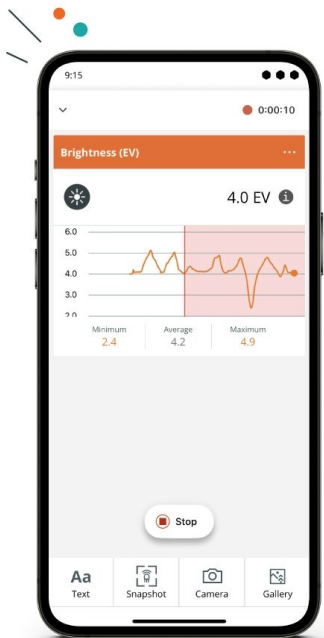 9:15
0:00:10
Brightness (EV)
4.0 EV i
6.0
5.0
4.0
3.0
2.0
Minimum Average Maximum
2.4 4.2 4.9
Stop
Aa
Text Snapshot Camera Gallery